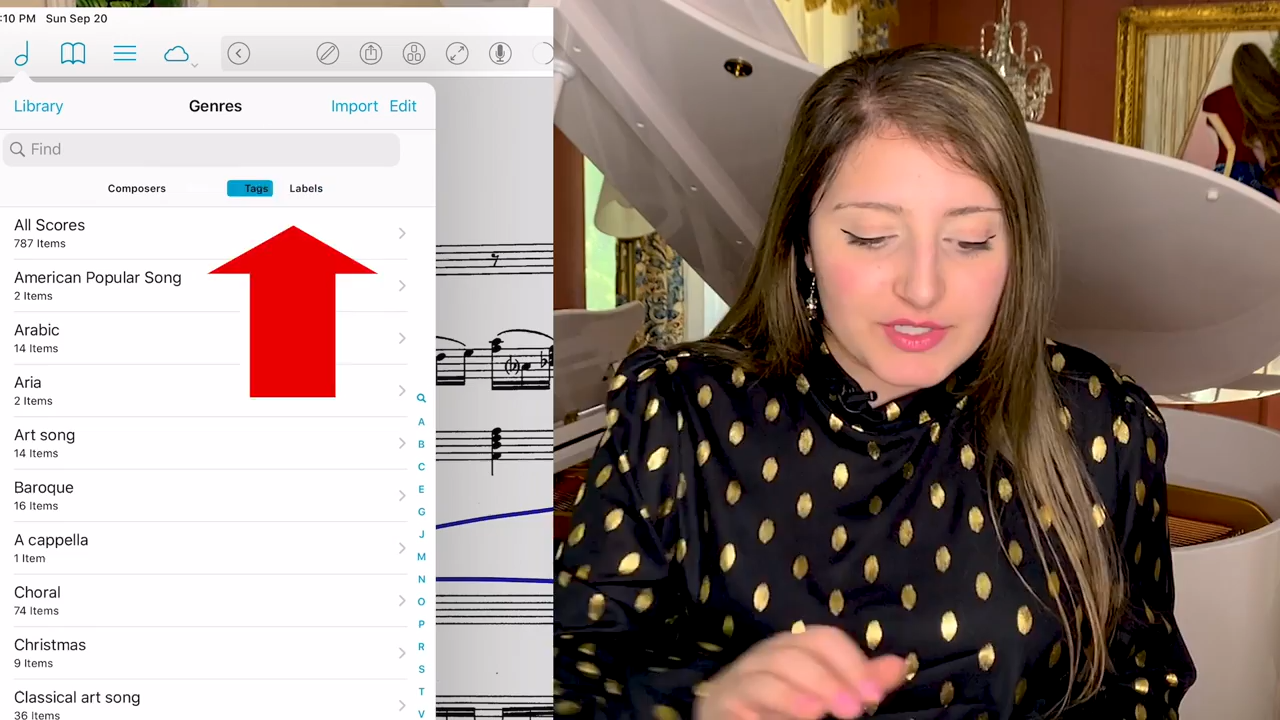 :10 PM Sun Sep 20
Library Genres Import Edit
Find
Composers Tags Labels
All Scores
787 Items
American Popular Song
2 Items
Arabic
14 Items
Aria
2 Items
Art song
14 Items
Baroque
16 Items
A cappella
1 Item
Choral
74 Items
Christmas
9 Items
Classical art song
36 Items
A
B
C
E
G
J
M
N
O
P
R
S
T
V